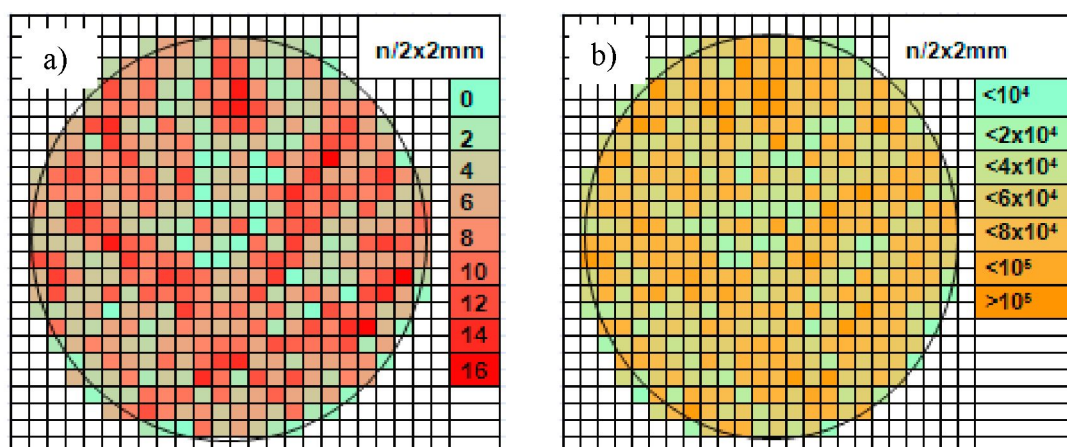 a)
n/2x2mm
0
2
4
6
8
10
12
14
16
b)
n/2x2mm
<10⁴
<2x10⁴
<4x10⁴
<6x10⁴
<8x10⁴
<10⁵
>10⁵